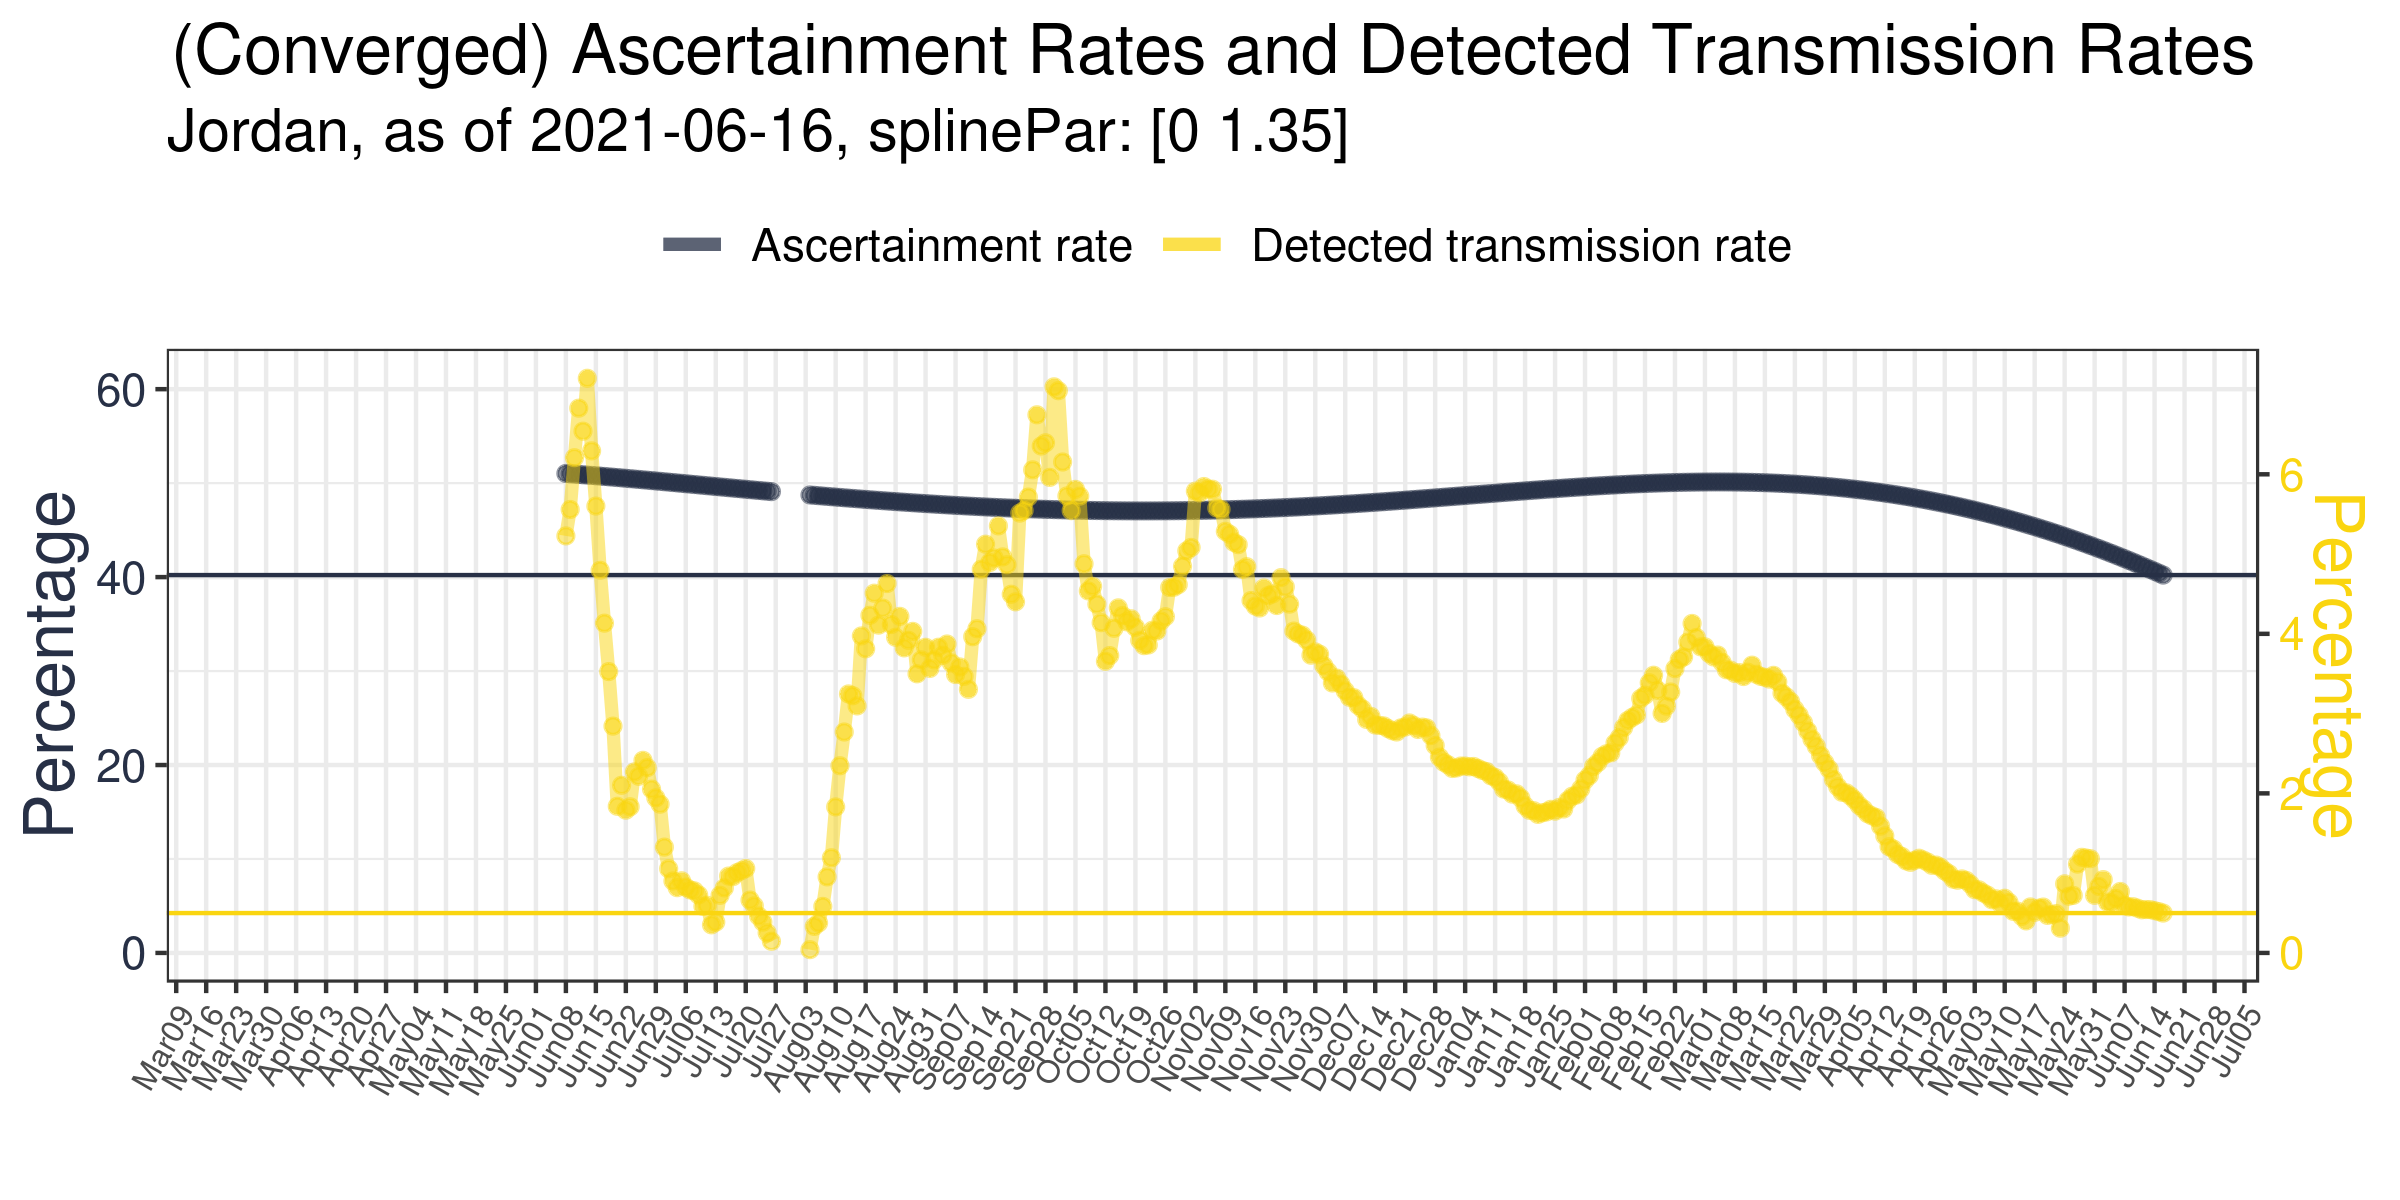 (Converged) Ascertainment Rates and Detected Transmission Rates
Jordan, as of 2021-06-16, splinePar: [0 1.35]
Ascertainment rate Detected transmission rate
Percentage
60
40
20
0
6
4
2
0
Percentage
Mar09 Mar16 Mar23 Mar30 Apr06 Apr13 Apr20 Apr27 May04 May11 May18 May25 Jun01 Jun08 Jun15 Jun22 Jun29 Jul06 Jul13 Jul20 Jul27 Aug03 Aug10 Aug17 Aug24 Aug31 Sep07 Sep14 Sep21 Sep28 Oct05 Oct12 Oct19 Oct26 Nov02 Nov09 Nov16 Nov23 Nov30 Dec07 Dec14 Dec21 Dec28 Jan04 Jan11 Jan18 Jan25 Feb01 Feb08 Feb15 Feb22 Mar01 Mar08 Mar15 Mar22 Mar29 Apr05 Apr12 Apr19 Apr26 May03 May10 May17 May24 May31 Jun07 Jun14 Jun21 Jun28 Jul05